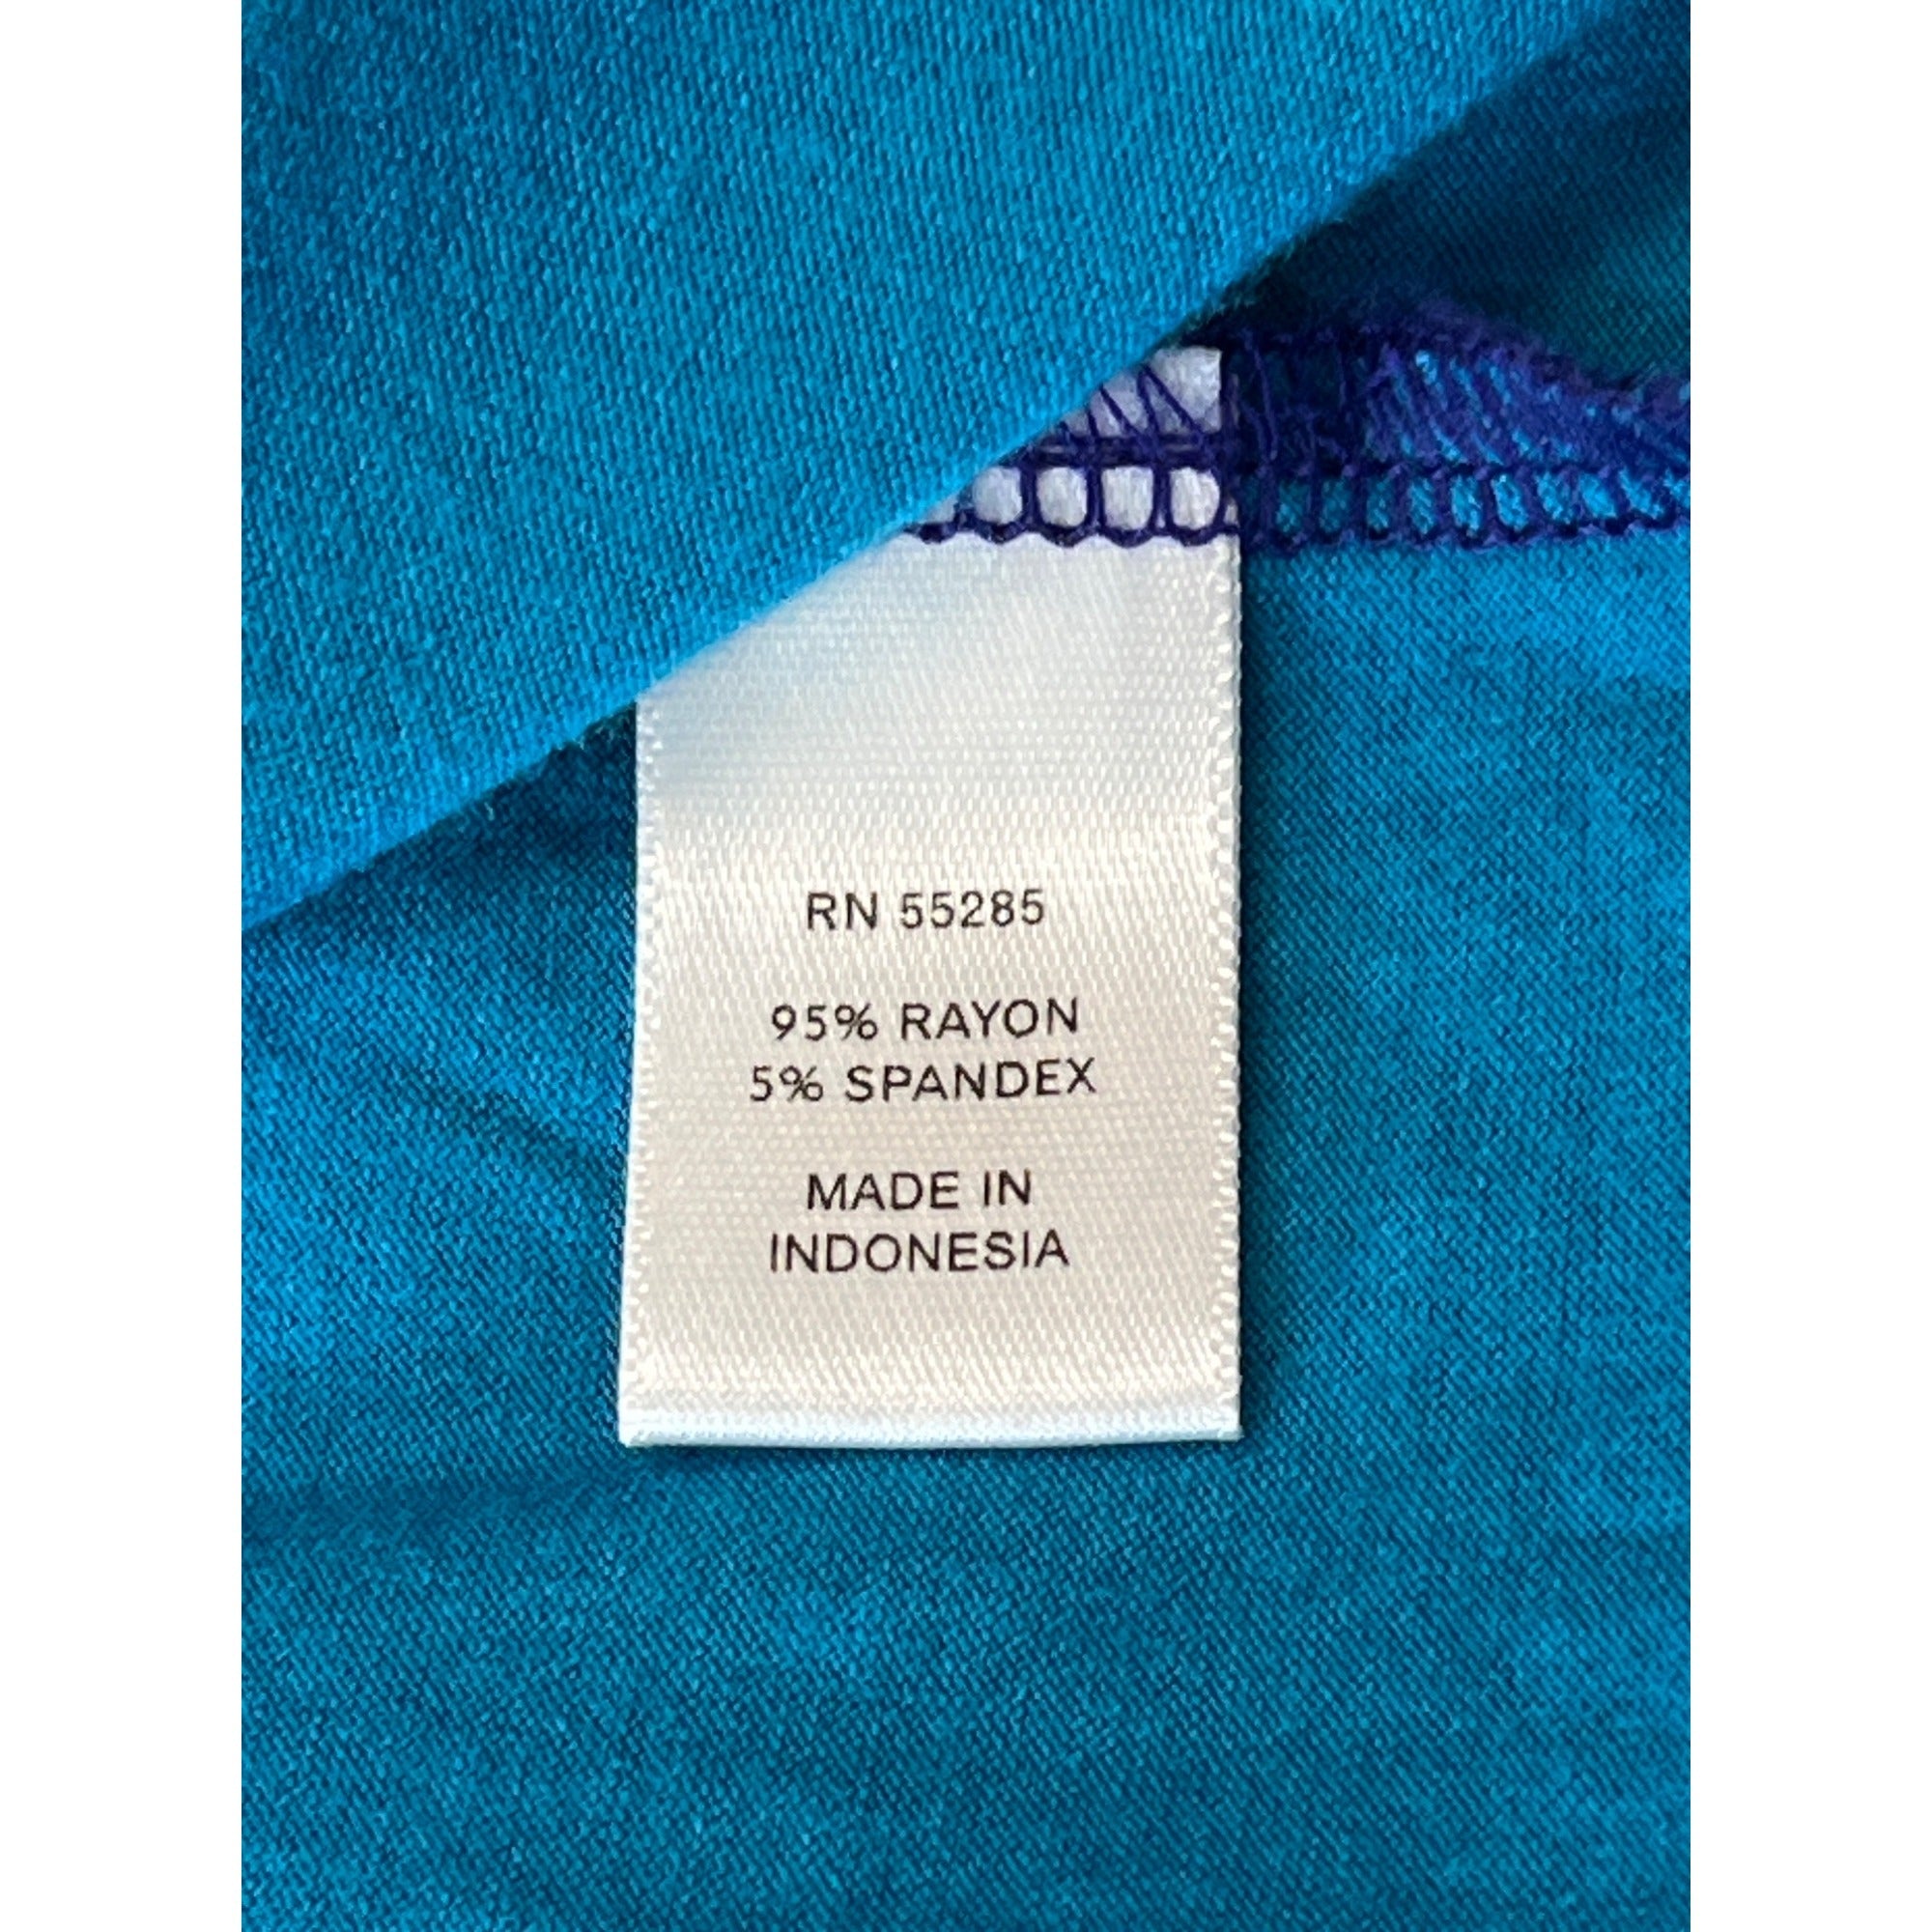 RN 55285
95% RAYON
5% SPANDEX
MADE IN
INDONESIA